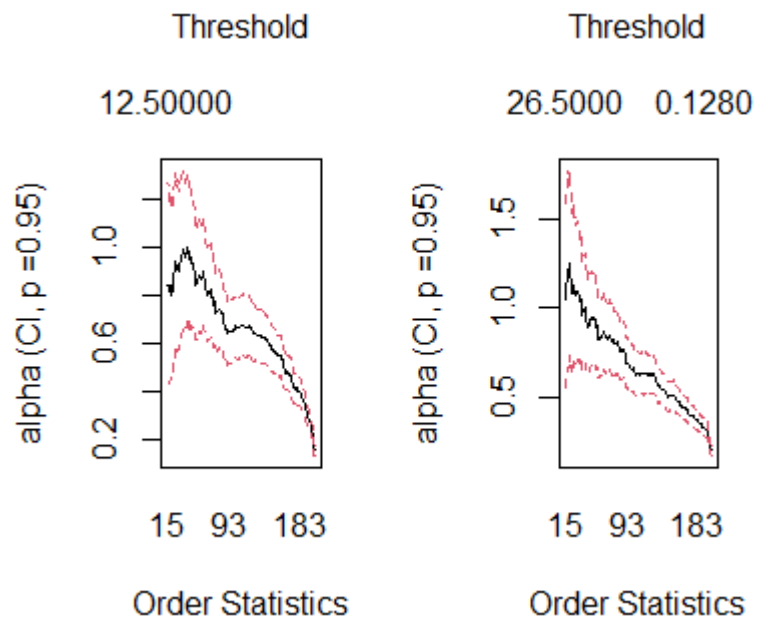 Threshold
12.50000
alpha (CI, p =0.95)
1.0
0.6
0.2
15 93 183
Order Statistics
Threshold
26.5000 0.1280
alpha (CI, p =0.95)
1.5
1.0
0.5
15 93 183
Order Statistics